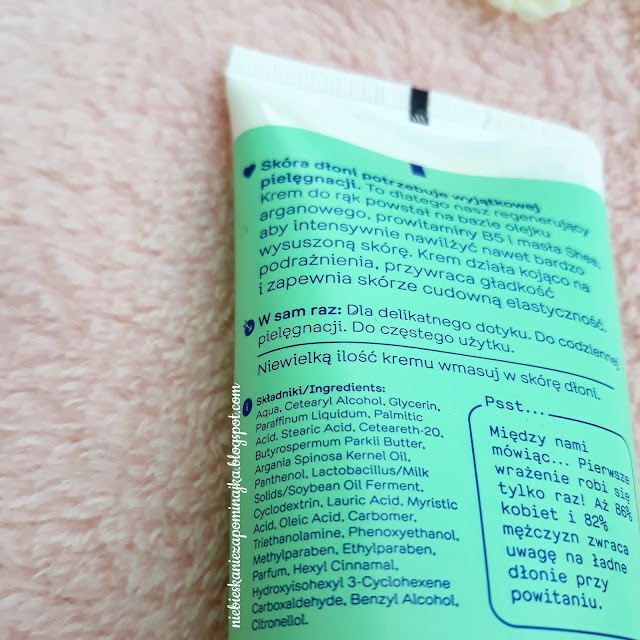 Skóra dłoni potrzebuje wyjątkowej
pielęgnacji. To dlatego nasz regenerujący
Krem do rąk powstał na bazie olejku
arganowego, prowitaminy B5 i masła Shea,
aby intensywnie nawilżyć nawet bardzo
wysuszoną skórę. Krem działa kojąco na
podrażnienia, przywraca gładkość
i zapewnia skórze cudowną elastyczność.
W sam raz: Dla delikatnego dotyku. Do codziennej
pielęgnacji. Do częstego użytku.
Niewielką ilość kremu wmasuj w skórę dłoni.
Składniki/Ingredients:
Aqua, Cetearyl Alcohol, Glycerin,
Paraffinum Liquidum, Palmitic
Acid, Stearic Acid, Ceteareth-20,
Butyrospermum Parkii Butter,
Argania Spinosa Kernel Oil,
Panthenol, Lactobacillus/Milk
Solids/Soybean Oil Ferment,
Cyclodextrin, Lauric Acid, Myristic
Acid, Oleic Acid, Carbomer,
Triethanolamine, Phenoxyethanol,
Methylparaben, Ethylparaben,
Parfum, Hexyl Cinnamal,
Hydroxyisohexyl 3-Cyclohexene
Carboxaldehyde, Benzyl Alcohol,
Citronellol.
Psst...
Między nami
mówiąc... Pierwsze
wrażenie robi się
tylko raz! Aż 86%
kobiet i 82%
mężczyzn zwraca
uwagę na ładne
dłonie przy
powitaniu.
niebieskaniezapominajka.blogspot.com